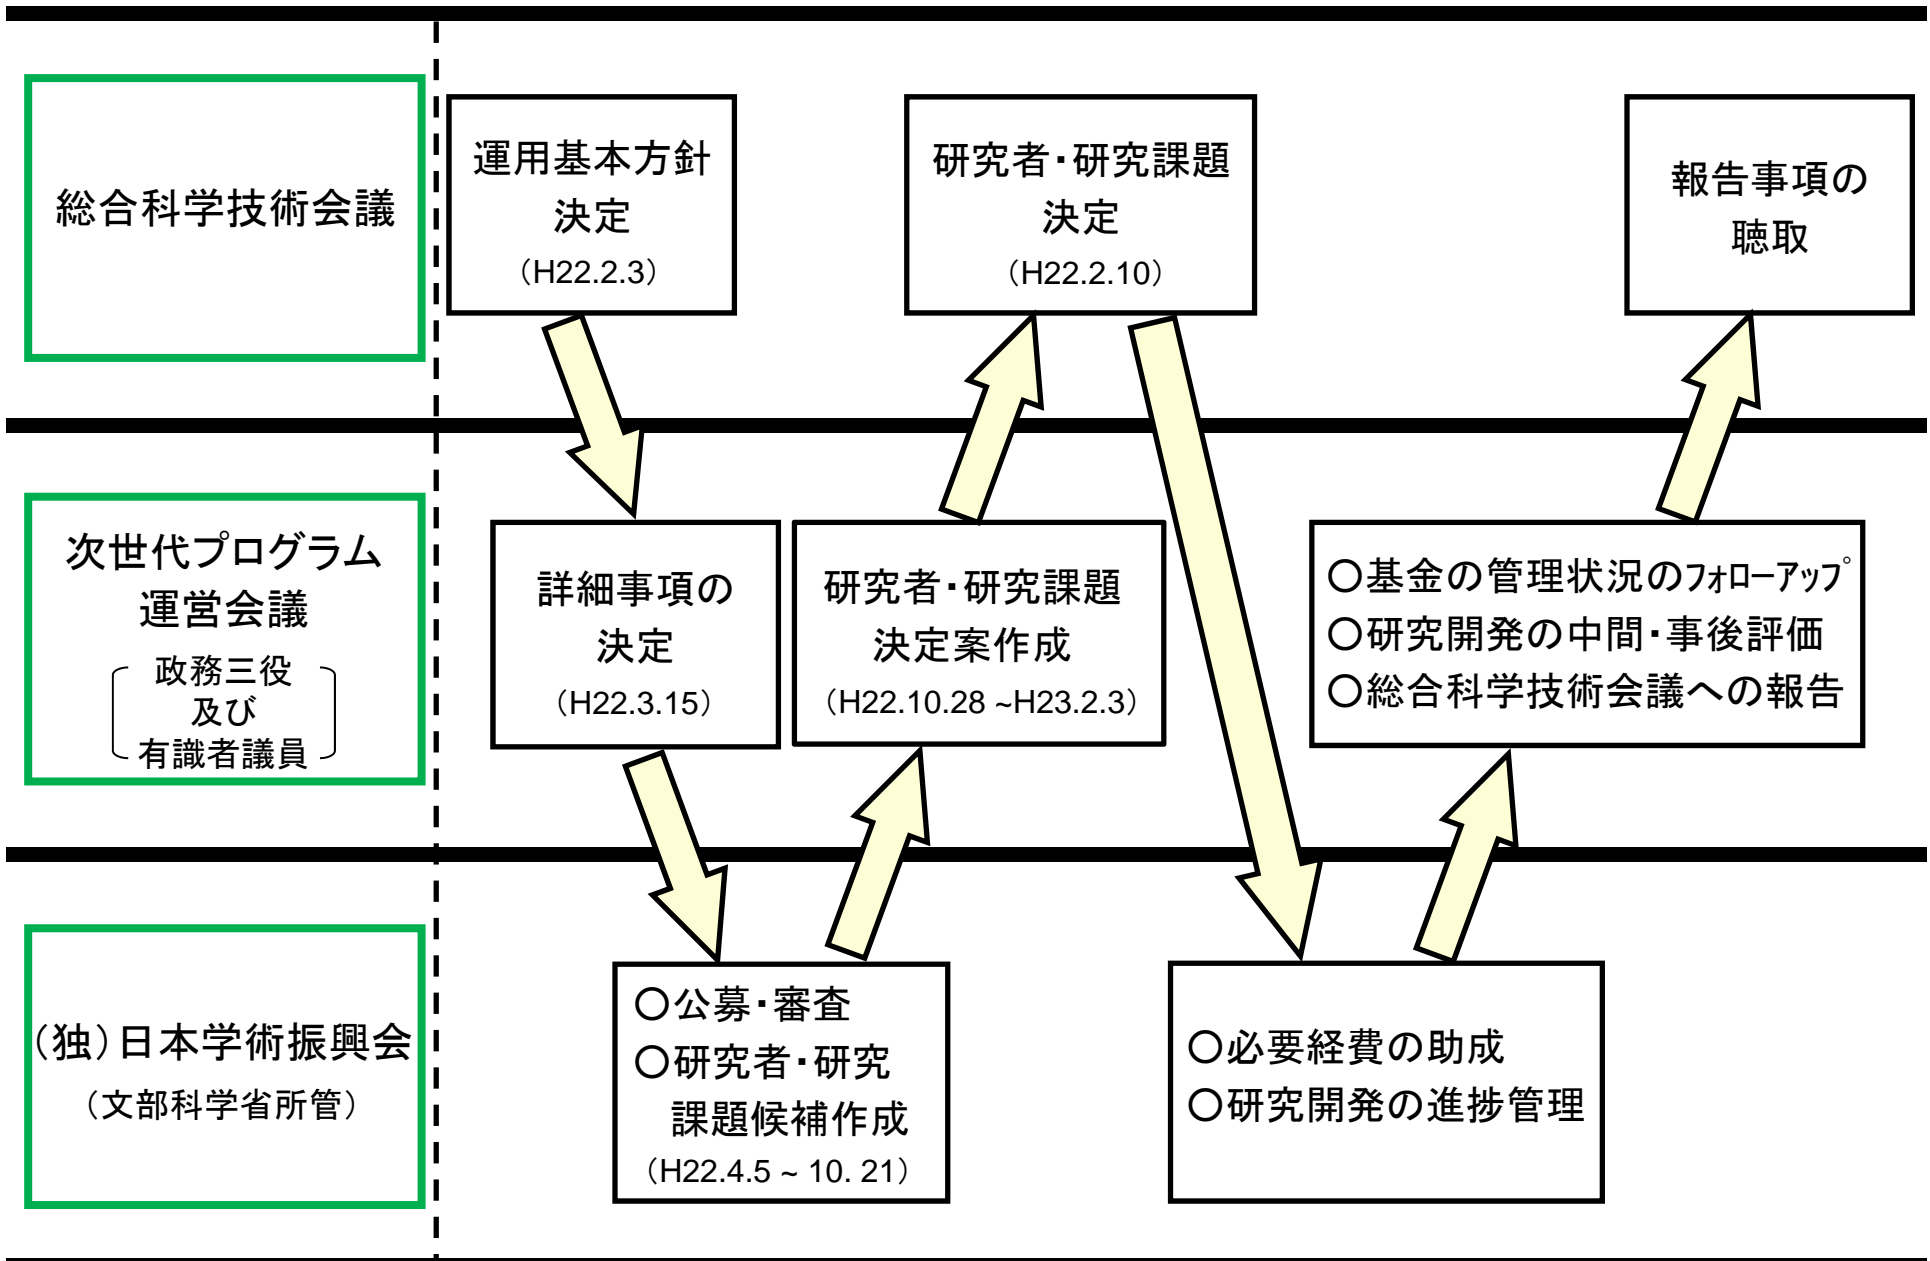 総合科学技術会議
運用基本方針
決定
（H22.2.3）
研究者・研究課題
決定
（H22.2.10）
報告事項の
聴取
次世代プログラム
運営会議
政務三役
及び
有識者議員
詳細事項の
決定
（H22.3.15）
研究者・研究課題
決定案作成
（H22.10.28 ~H23.2.3）
○基金の管理状況のﾌｫﾛｰｱｯﾌﾟ
○研究開発の中間・事後評価
○総合科学技術会議への報告
（独）日本学術振興会
（文部科学省所管）
○公募・審査
○研究者・研究
課題候補作成
（H22.4.5 ~ 10. 21）
○必要経費の助成
○研究開発の進捗管理